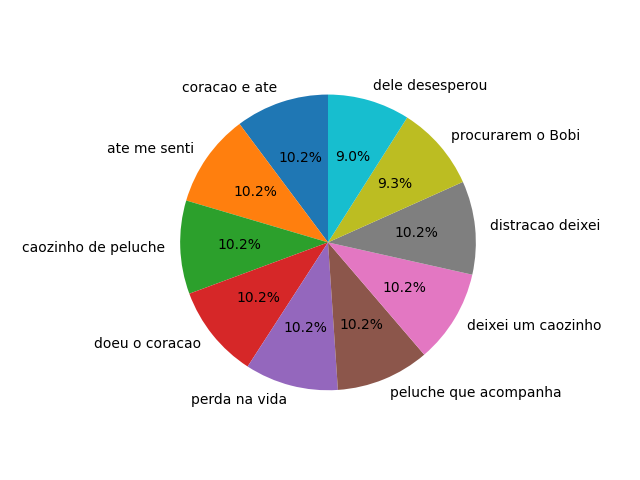 coracao e ate
10.2%
ate me senti
10.2%
caozinho de peluche
10.2%
doeu o coracao
10.2%
perda na vida
10.2%
peluche que acompanha
10.2%
deixei um caozinho
10.2%
distracao deixei
10.2%
procurarem o Bobi
9.3%
dele desesperou
9.0%